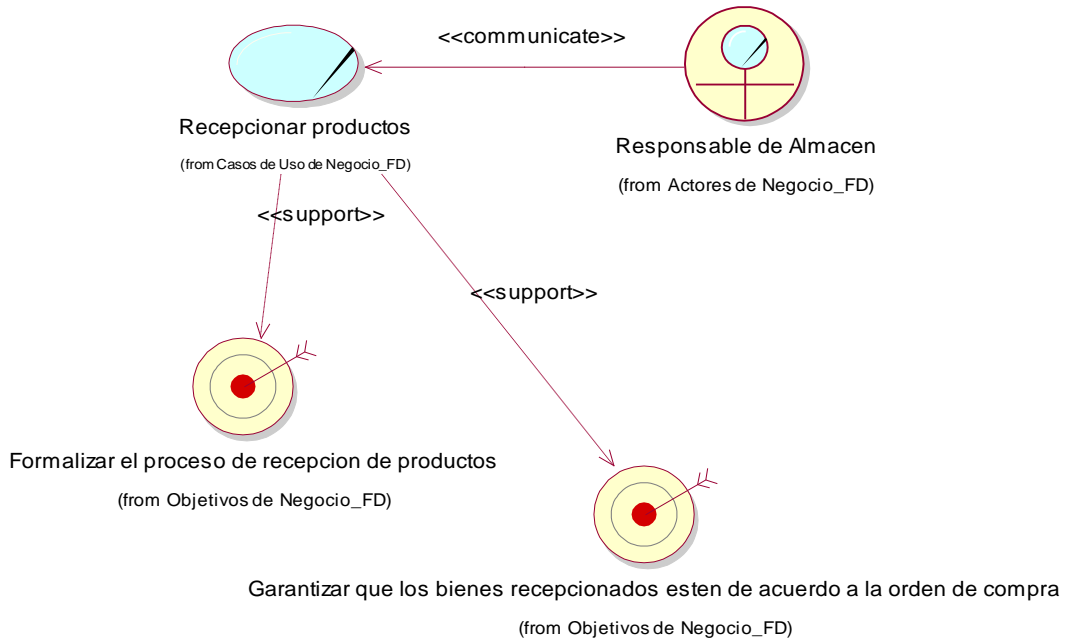 <<communicate>>
Recepcionar productos
(from Casos de Uso de Negocio_FD)
Responsable de Almacen
(from Actores de Negocio_FD)
<<support>>
<<support>>
Formalizar el proceso de recepcion de productos
(from Objetivos de Negocio_FD)
Garantizar que los bienes recepcionados esten de acuerdo a la orden de compra
(from Objetivos de Negocio_FD)